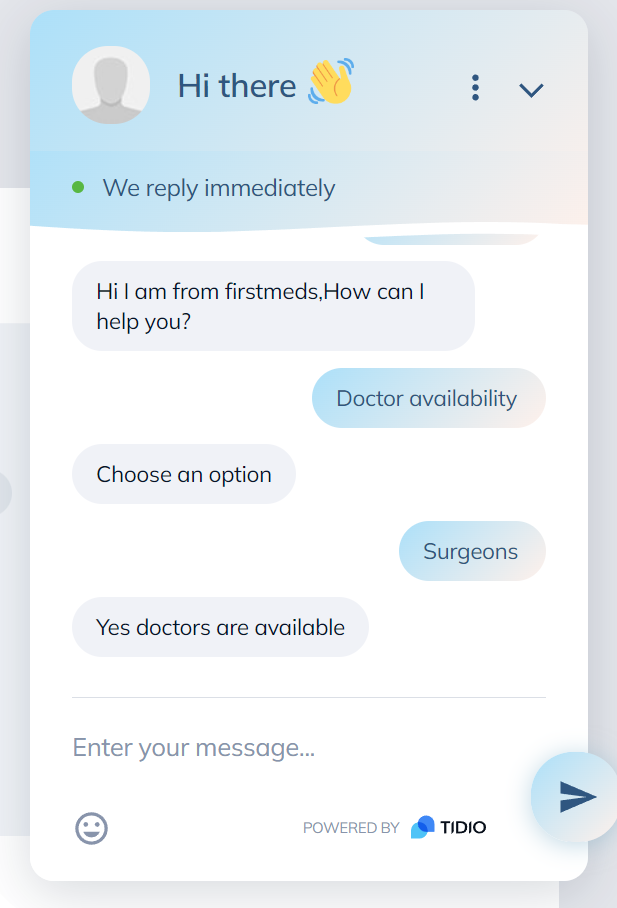 Hi there 👋
We reply immediately
Hi I am from firstmeds,How can I
help you?
Doctor availability
Choose an option
Surgeons
Yes doctors are available
Enter your message...
POWERED BY TIDIO